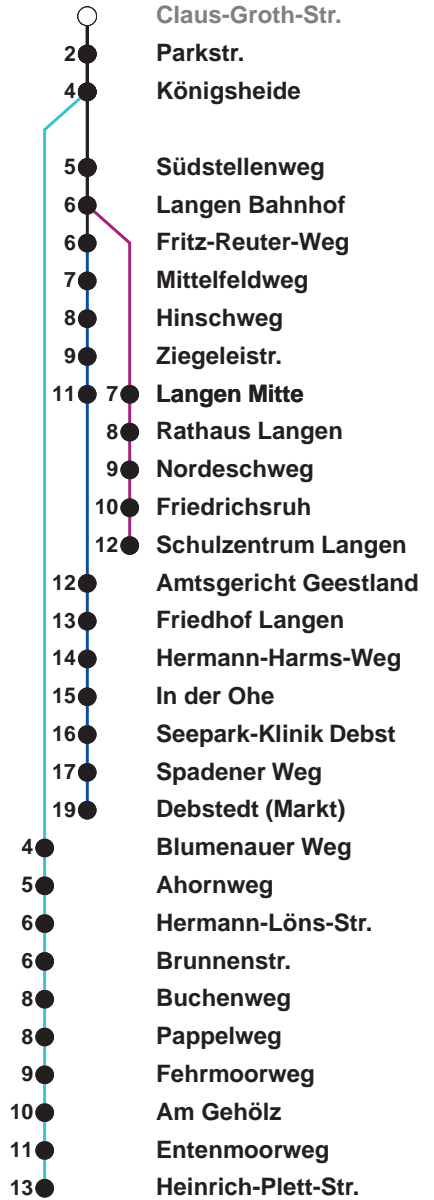 Claus-Groth-Str.
2 Parkstr.
4 Königsheide
5 Südstellenweg
6 Langen Bahnhof
6 Fritz-Reuter-Weg
7 Mittelfeldweg
8 Hinschweg
9 Ziegeleistr.
11 7 Langen Mitte
8 Rathaus Langen
9 Nordeschweg
10 Friedrichsruh
12 Schulzentrum Langen
12 Amtsgericht Geestland
13 Friedhof Langen
14 Hermann-Harms-Weg
15 In der Ohe
16 Seepark-Klinik Debst
17 Spadener Weg
19 Debstedt (Markt)
4 Blumenauer Weg
5 Ahornweg
6 Hermann-Löns-Str.
6 Brunnenstr.
8 Buchenweg
8 Pappelweg
9 Fehrmoorweg
10 Am Gehölz
11 Entenmoorweg
13 Heinrich-Plett-Str.